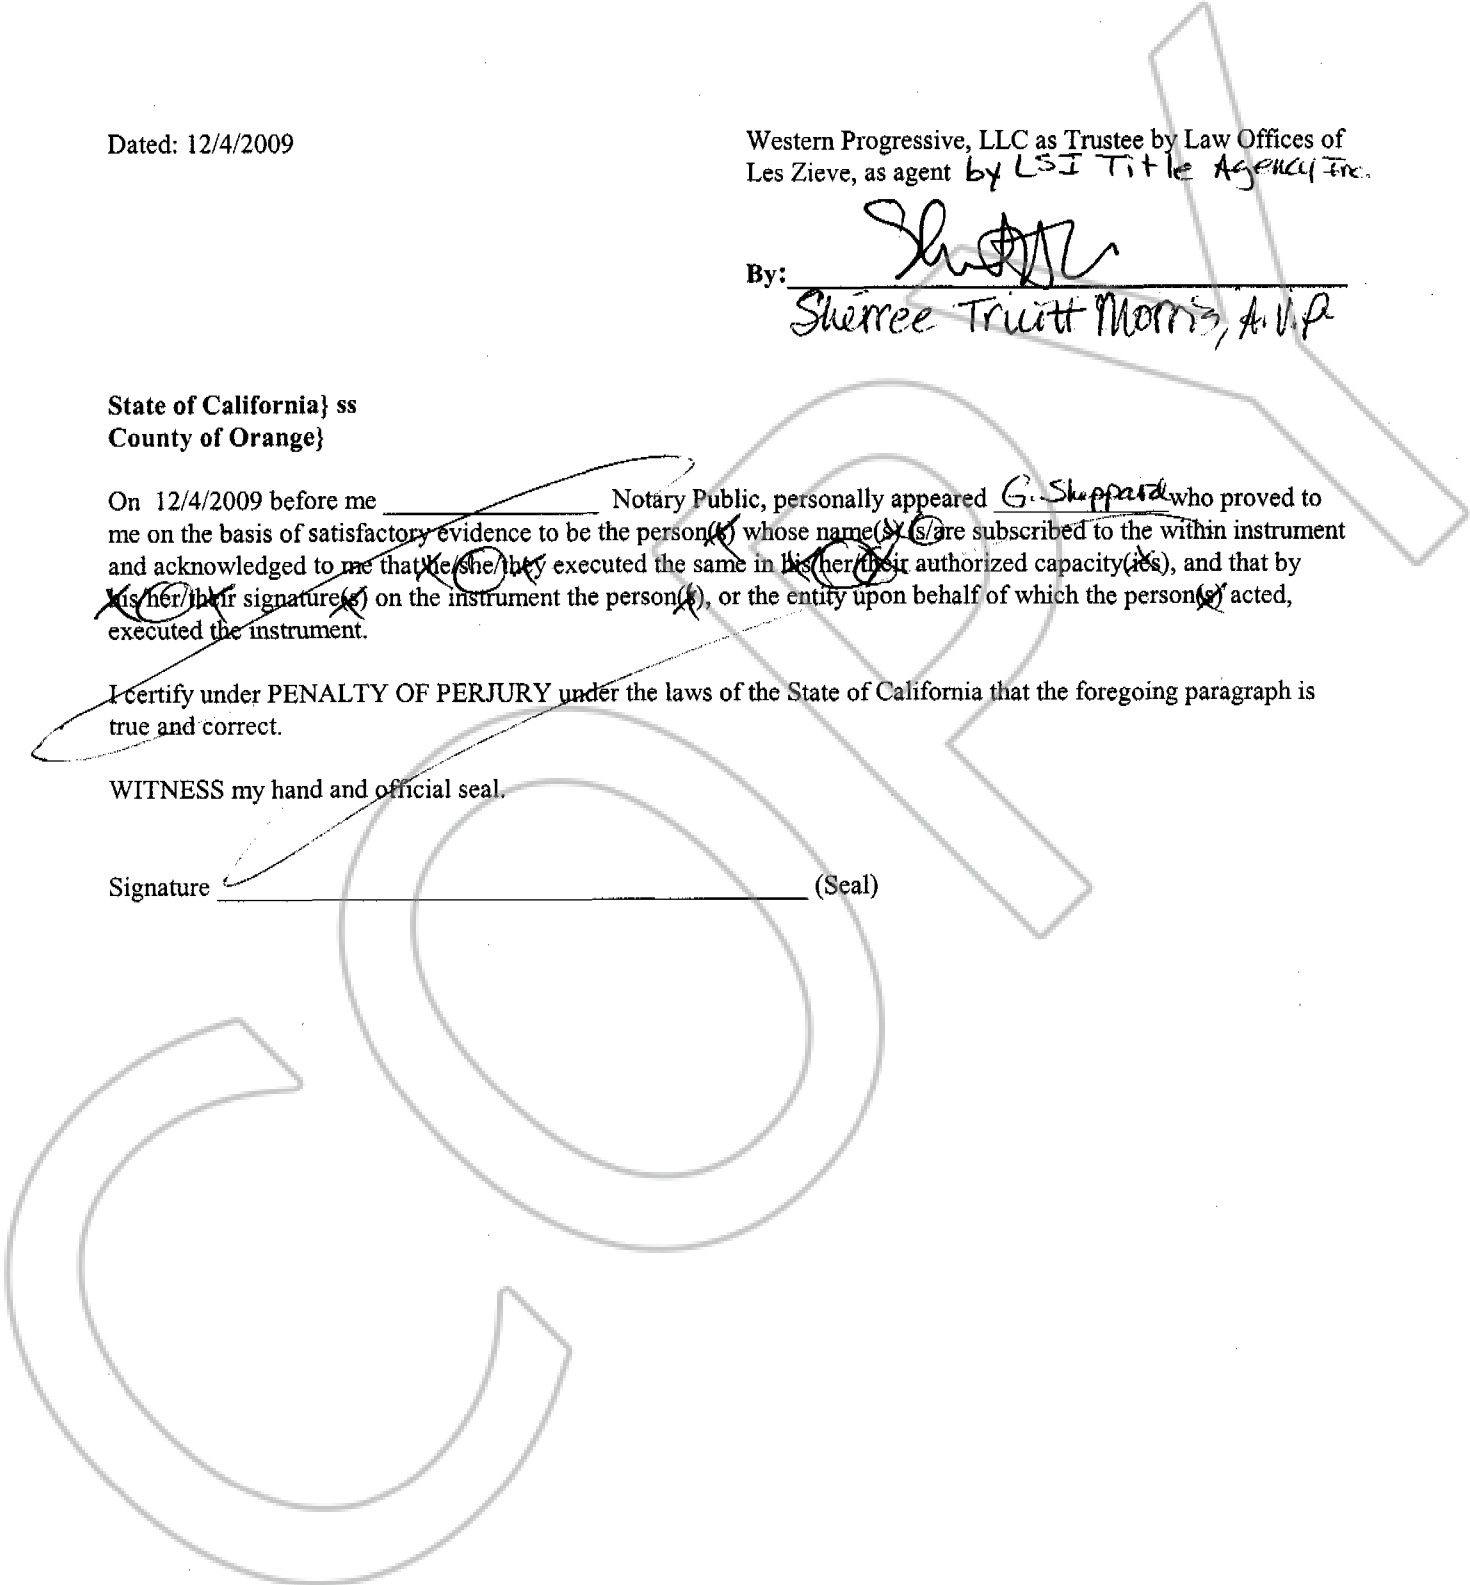 Dated: 12/4/2009
Western Progressive, LLC as Trustee by Law Offices of
Les Zieve, as agent by LSI Title Agency Inc.
By:
Sherree Truitt Morris, A.V.P.
State of California} ss
County of Orange}
On 12/4/2009 before me Notary Public, personally appeared G. Sheppard who proved to
me on the basis of satisfactory evidence to be the person(s) whose name(s) is/are subscribed to the within instrument
and acknowledged to me that he/she/they executed the same in his/her/their authorized capacity(ies), and that by
his/her/their signature(s) on the instrument the person(s), or the entity upon behalf of which the person(s) acted,
executed the instrument.
I certify under PENALTY OF PERJURY under the laws of the State of California that the foregoing paragraph is
true and correct.
WITNESS my hand and official seal.
Signature (Seal)
COPY